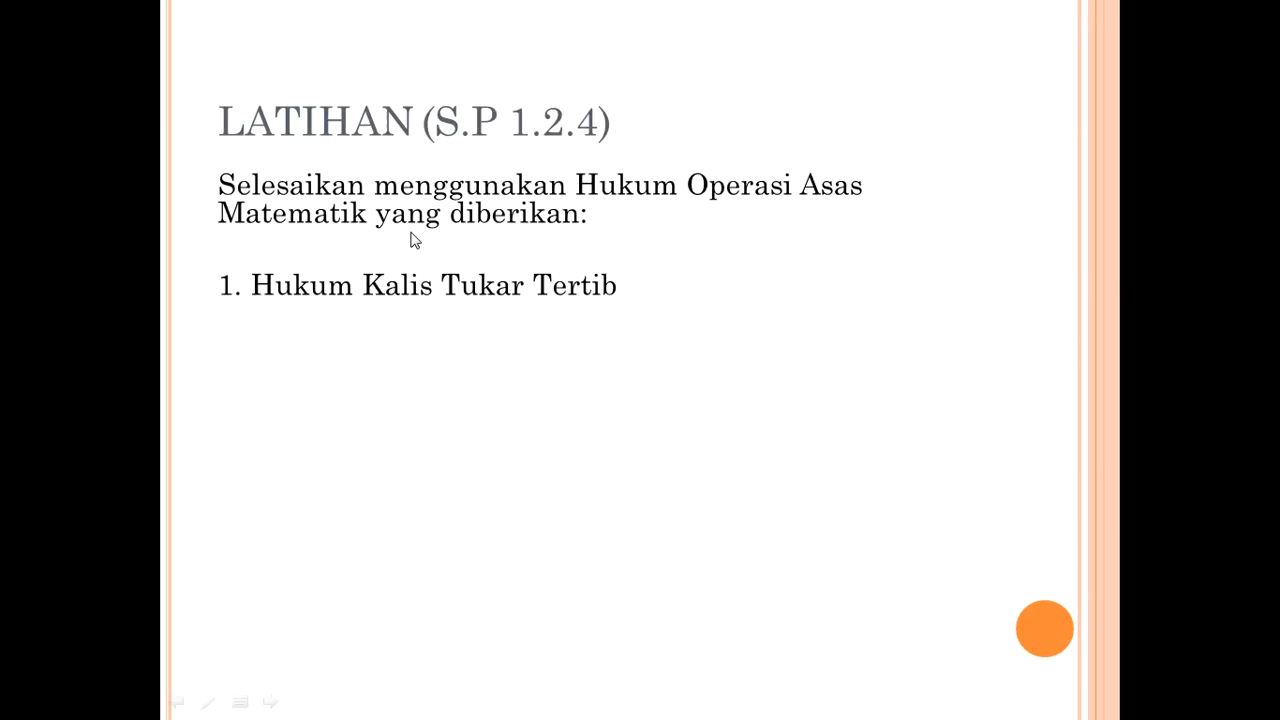 LATIHAN (S.P 1.2.4)
Selesaikan menggunakan Hukum Operasi Asas
Matematik yang diberikan:
1. Hukum Kalis Tukar Tertib